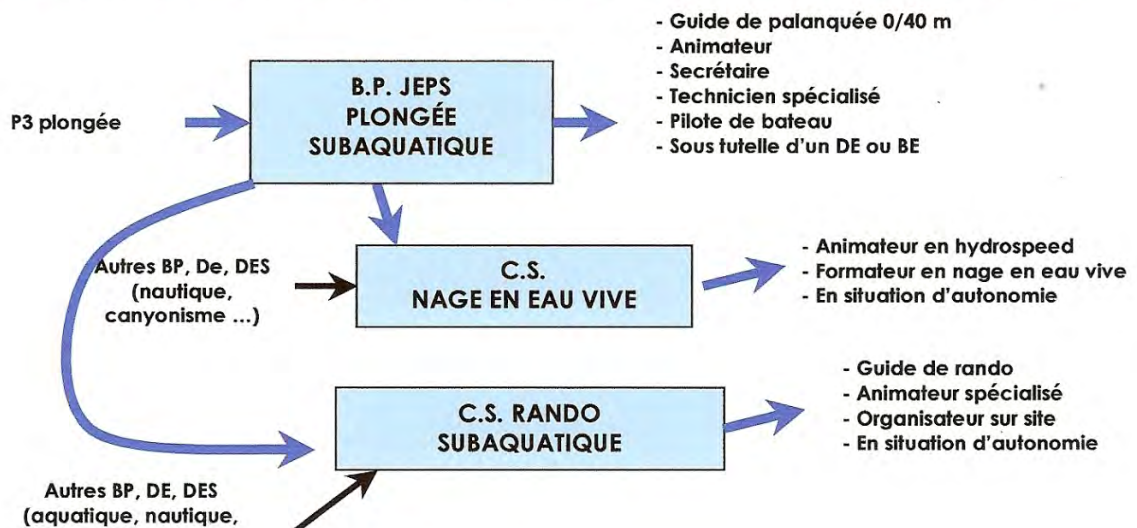 - Guide de palanquée 0/40 m
- Animateur
- Secrétaire
- Technicien spécialisé
- Pilote de bateau
- Sous tutelle d'un DE ou BE
P3 plongée
B.P. JEPS
PLONGÉE
SUBAQUATIQUE
Autres BP, De, DES
(nautique,
canyonisme ...)
C.S.
NAGE EN EAU VIVE
- Animateur en hydrospeed
- Formateur en nage en eau vive
- En situation d'autonomie
C.S. RANDO
SUBAQUATIQUE
- Guide de rando
- Animateur spécialisé
- Organisateur sur site
- En situation d'autonomie
Autres BP, DE, DES
(aquatique, nautique,